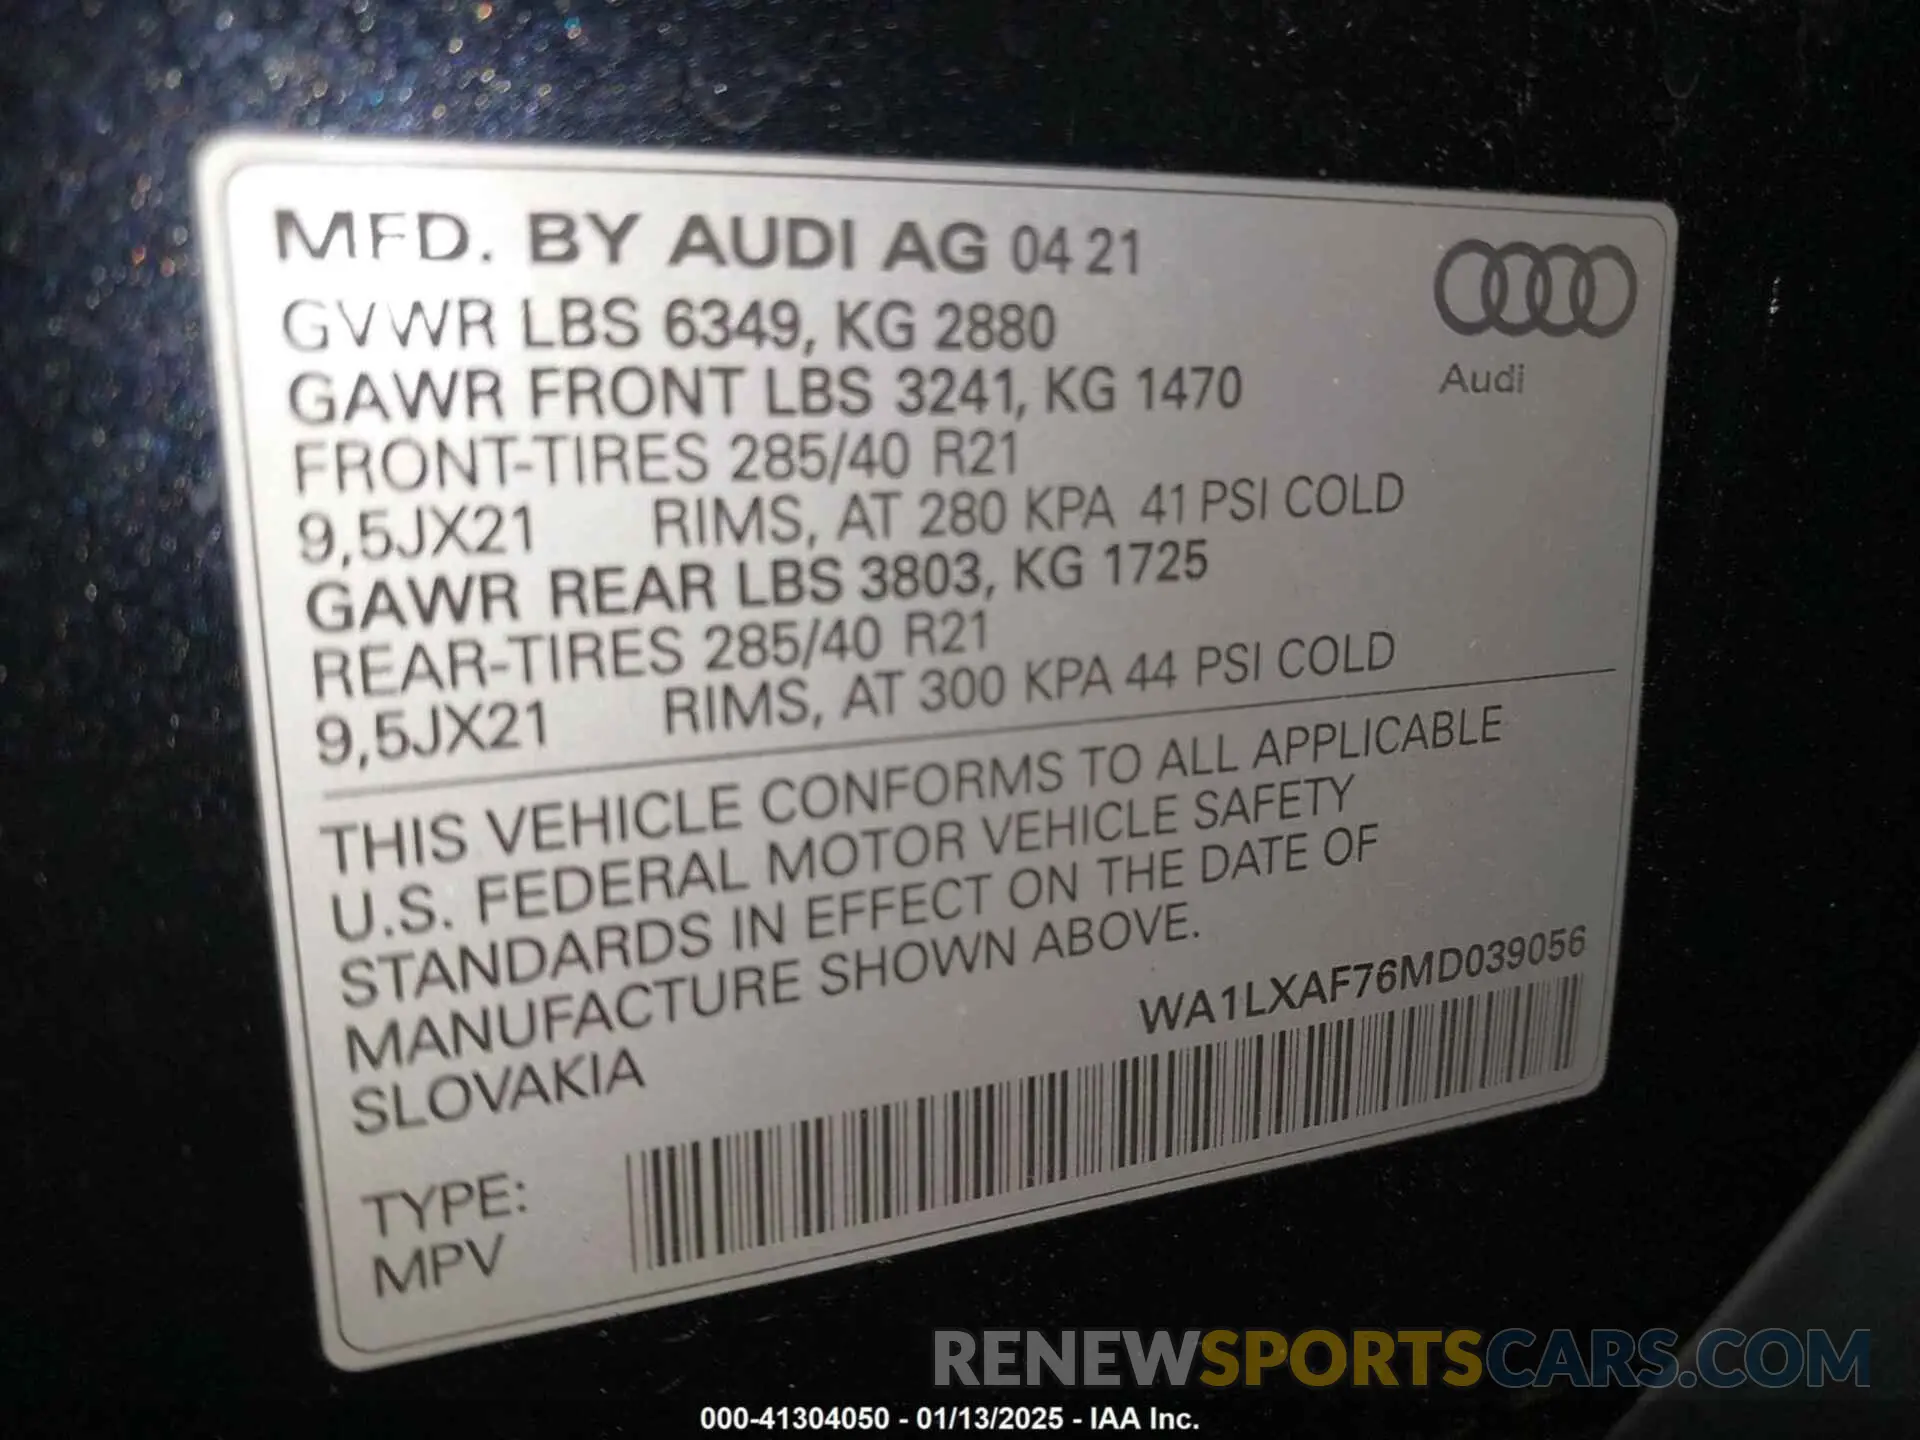 MFD. BY AUDI AG 04 21
GVWR LBS 6349, KG 2880
GAWR FRONT LBS 3241, KG 1470
FRONT-TIRES 285/40 R21
9,5JX21 RIMS, AT 280 KPA 41 PSI COLD
GAWR REAR LBS 3803, KG 1725
REAR-TIRES 285/40 R21
9,5JX21 RIMS, AT 300 KPA 44 PSI COLD
Audi
THIS VEHICLE CONFORMS TO ALL APPLICABLE
U.S. FEDERAL MOTOR VEHICLE SAFETY
STANDARDS IN EFFECT ON THE DATE OF
MANUFACTURE SHOWN ABOVE.
SLOVAKIA
WA1LXAF76MD039056
TYPE:
MPV
RENEWSPORTSCARS.COM
000-41304050 - 01/13/2025 - IAA Inc.